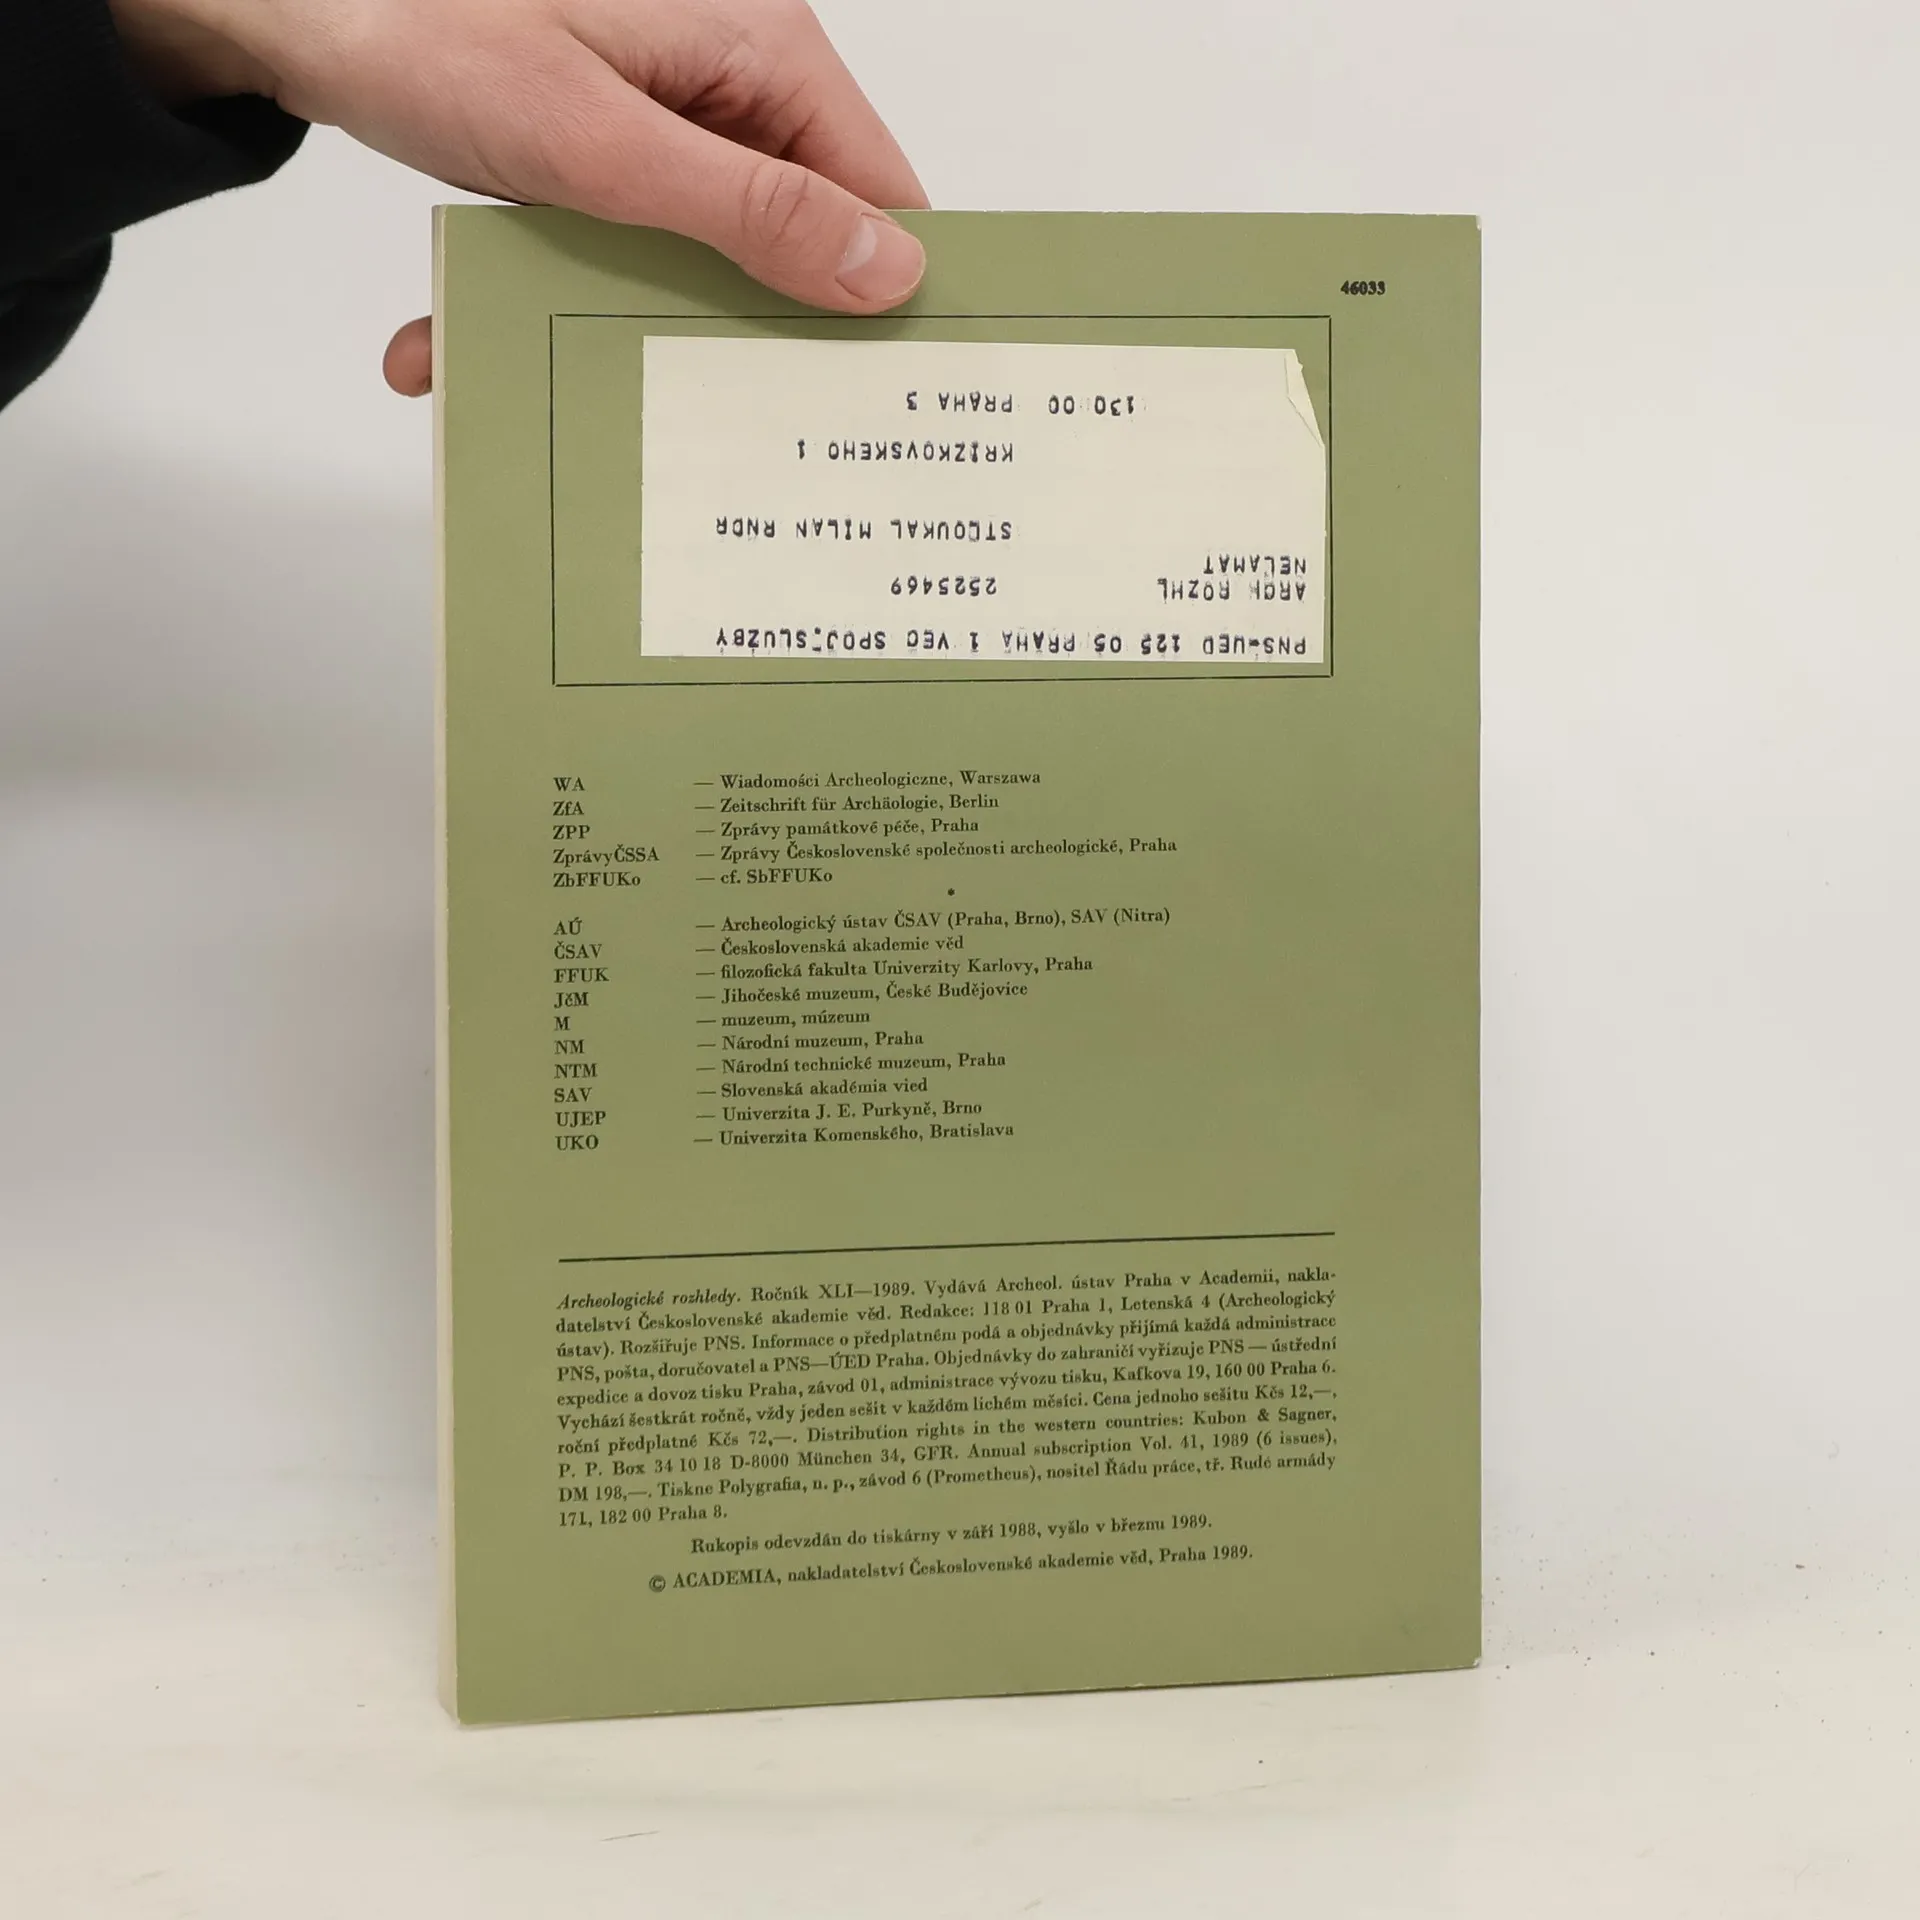 46033
PNS-UED 125 05 PRAHA 1 VEC SPOJ.SLUZBY
ARCH ROZHL 2525469
NELAMAT
STLOUKAL MILAN RNDR
KRIZKOVSKEHO 1
130 00 PRAHA 3
WA — Wiadomości Archeologiczne, Warszawa
ZfA — Zeitschrift für Archäologie, Berlin
ZPP — Zprávy památkové péče, Praha
ZprávyČSSA — Zprávy Československé společnosti archeologické, Praha
ZbFFUKo — cf. SbFFUKo
*
AÚ — Archeologický ústav ČSAV (Praha, Brno), SAV (Nitra)
ČSAV — Československá akademie věd
FFUK — filozofická fakulta Univerzity Karlovy, Praha
JčM — Jihočeské muzeum, České Budějovice
M — muzeum, múzeum
NM — Národní muzeum, Praha
NTM — Národní technické muzeum, Praha
SAV — Slovenská akadémia vied
UJEP — Univerzita J. E. Purkyně, Brno
UKO — Univerzita Komenského, Bratislava
Archeologické rozhledy. Ročník XLI—1989. Vydává Archeol. ústav Praha v Academii, nakla-
datelství Československé akademie věd. Redakce: 118 01 Praha 1, Letenská 4 (Archeologický
ústav). Rozšiřuje PNS. Informace o předplatném podá a objednávky přijímá každá administrace
PNS, pošta, doručovatel a PNS—ÚED Praha. Objednávky do zahraničí vyřizuje PNS — ústřední
expedice a dovoz tisku Praha, závod 01, administrace vývozu tisku, Kafkova 19, 160 00 Praha 6.
Vychází šestkrát ročně, vždy jeden sešit v každém lichém měsíci. Cena jednoho sešitu Kčs 12,—,
roční předplatné Kčs 72,—. Distribution rights in the western countries: Kubon & Sagner,
P. P. Box 34 10 18 D-8000 München 34, GFR. Annual subscription Vol. 41, 1989 (6 issues),
DM 198,—. Tiskne Polygrafia, n. p., závod 6 (Prometheus), nositel Řádu práce, tř. Rudé armády
171, 182 00 Praha 8.
Rukopis odevzdán do tiskárny v září 1988, vyšlo v březnu 1989.
© ACADEMIA, nakladatelství Československé akademie věd, Praha 1989.